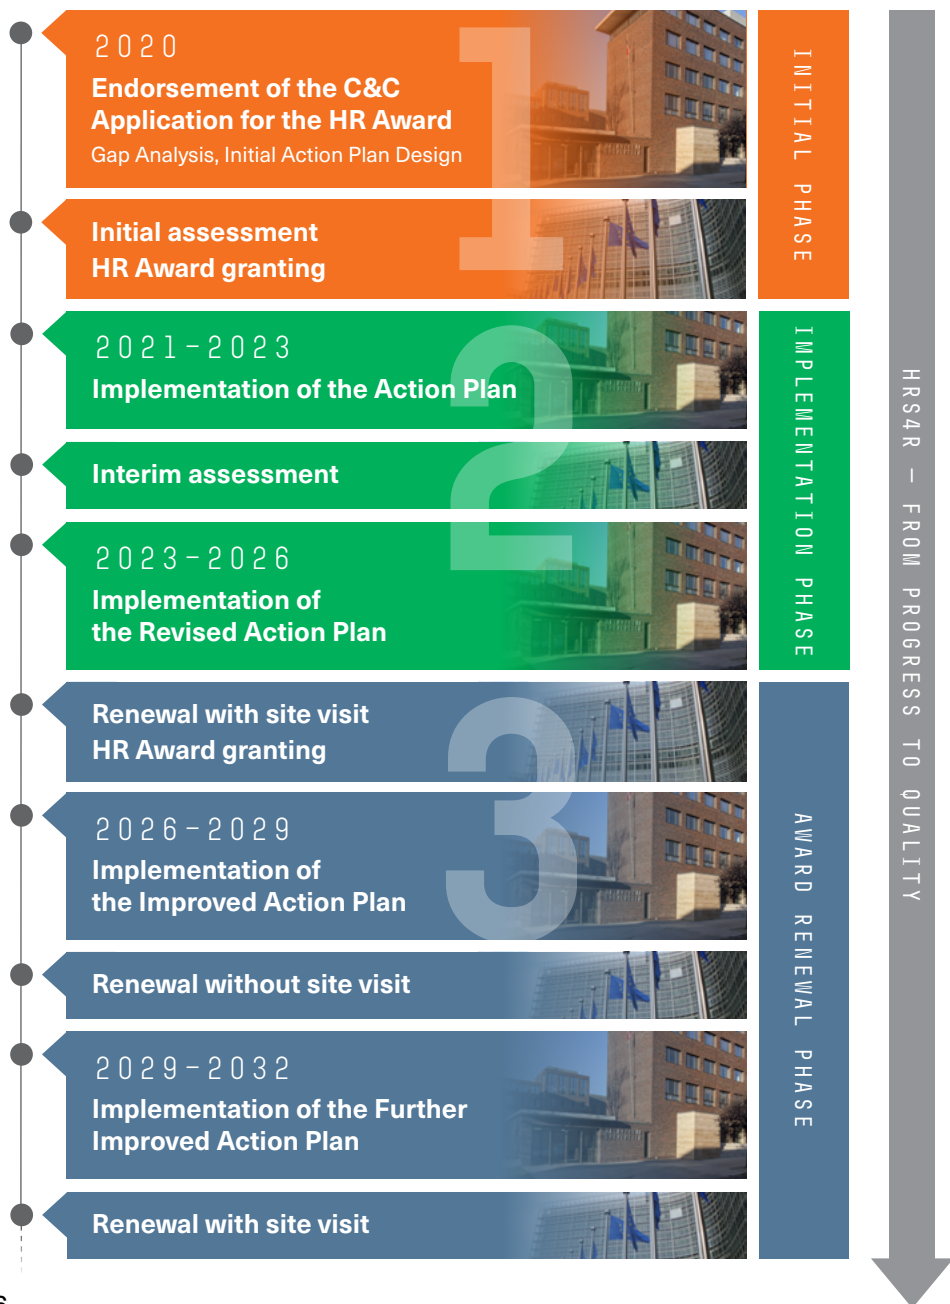 2020
Endorsement of the C&C
Application for the HR Award
Gap Analysis, Initial Action Plan Design
1
Initial assessment
HR Award granting
INITIAL PHASE
2021–2023
Implementation of the Action Plan
2
Interim assessment
2023–2026
Implementation of
the Revised Action Plan
IMPLEMENTATION PHASE
Renewal with site visit
HR Award granting
3
2026–2029
Implementation of
the Improved Action Plan
Renewal without site visit
2029–2032
Implementation of the Further
Improved Action Plan
Renewal with site visit
AWARD RENEWAL PHASE
HRS4R – FROM PROGRESS TO QUALITY